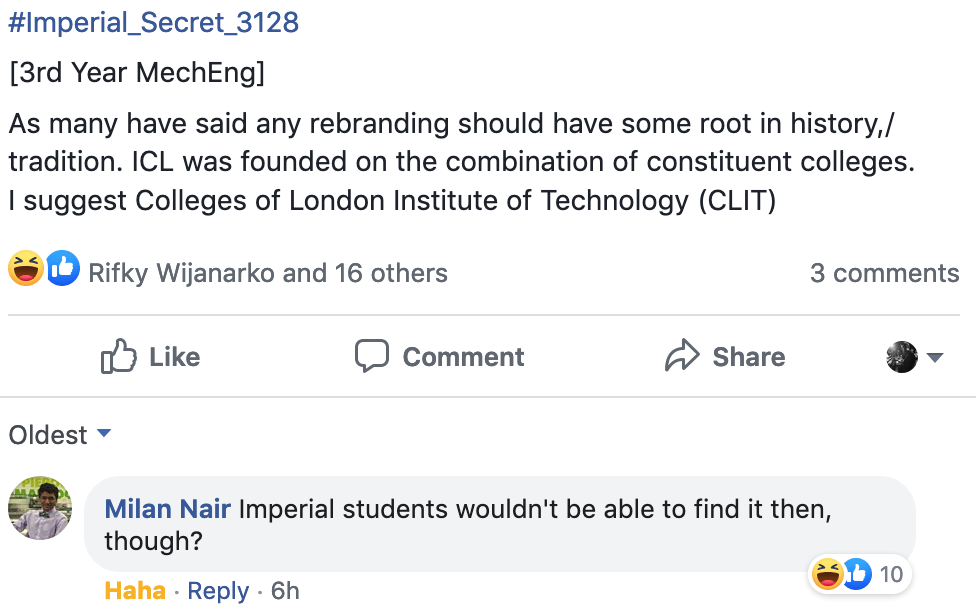 #Imperial_Secret_3128
[3rd Year MechEng]
As many have said any rebranding should have some root in history,/
tradition. ICL was founded on the combination of constituent colleges.
I suggest Colleges of London Institute of Technology (CLIT)
Rifky Wijanarko and 16 others
3 comments
Like
Comment
Share
Oldest
Milan Nair Imperial students wouldn't be able to find it then,
though?
10
Haha · Reply · 6h